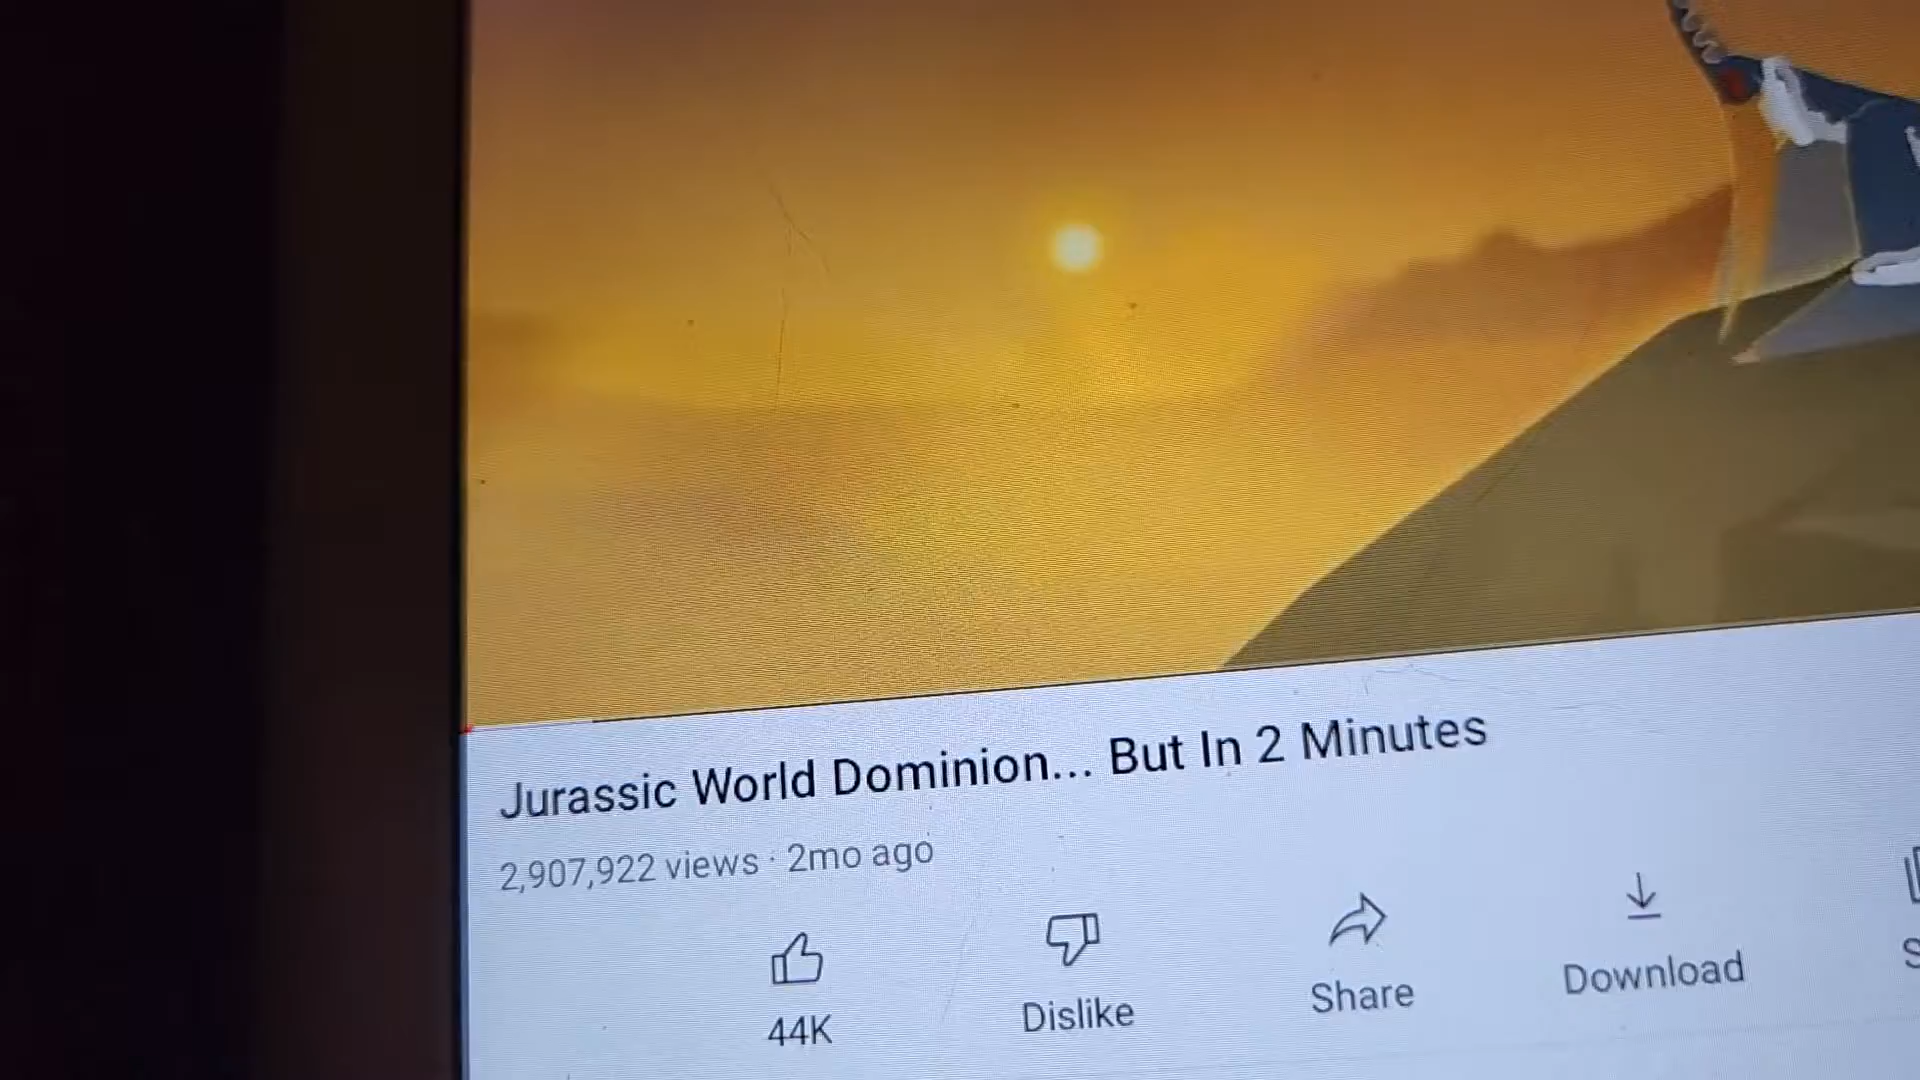 Jurassic World Dominion... But In 2 Minutes
2,907,922 views · 2mo ago
44K
Dislike
Share
Download